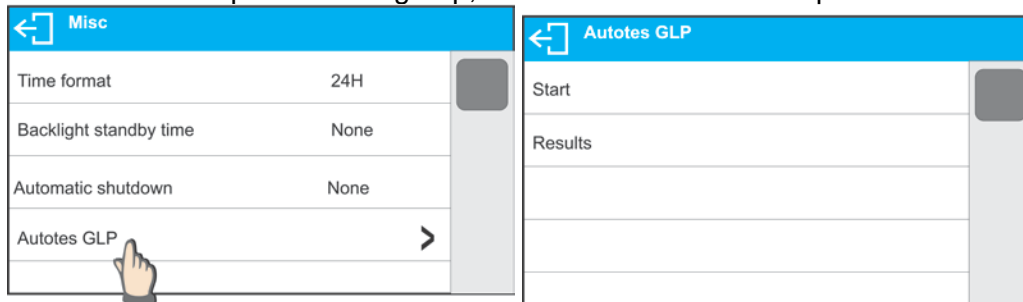 Misc
Time format 24H
Backlight standby time None
Automatic shutdown None
Autotes GLP >
Autotes GLP
Start
Results